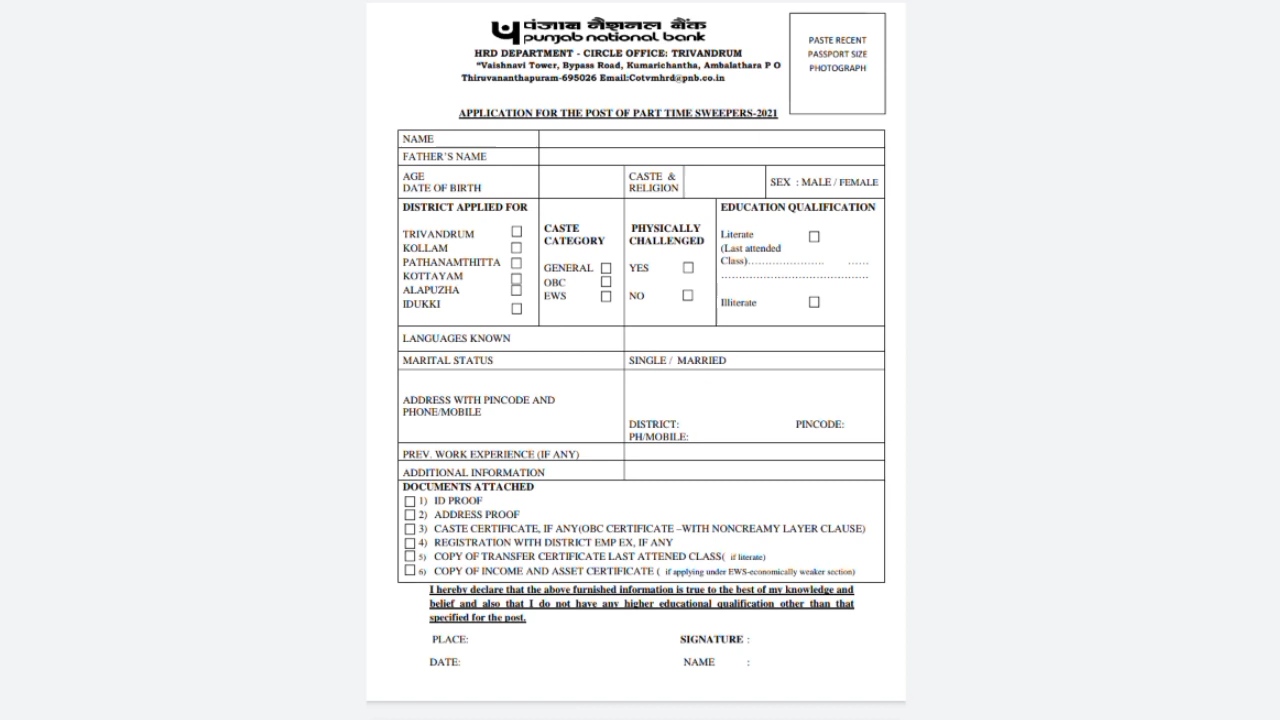 पंजाब नैशनल बैंक
punjab national bank
HRD DEPARTMENT - CIRCLE OFFICE: TRIVANDRUM
"Vaishnavi Tower, Bypass Road, Kumarichantha, Ambalathara P O
Thiruvananthapuram-695026 Email:Cotvmhrd@pnb.co.in
PASTE RECENT
PASSPORT SIZE
PHOTOGRAPH
APPLICATION FOR THE POST OF PART TIME SWEEPERS-2021
NAME
FATHER'S NAME
AGE
DATE OF BIRTH
CASTE &
RELIGION
SEX : MALE / FEMALE
DISTRICT APPLIED FOR
TRIVANDRUM
KOLLAM
PATHANAMTHITTA
KOTTAYAM
ALAPUZHA
IDUKKI
CASTE
CATEGORY
GENERAL
OBC
EWS
PHYSICALLY
CHALLENGED
YES
NO
EDUCATION QUALIFICATION
Literate
(Last attended
Class)..................... ......
........................................
Illiterate
LANGUAGES KNOWN
MARITAL STATUS
SINGLE / MARRIED
ADDRESS WITH PINCODE AND
PHONE/MOBILE
DISTRICT: PINCODE:
PH/MOBILE:
PREV. WORK EXPERIENCE (IF ANY)
ADDITIONAL INFORMATION
DOCUMENTS ATTACHED
1) ID PROOF
2) ADDRESS PROOF
3) CASTE CERTIFICATE, IF ANY(OBC CERTIFICATE –WITH NONCREAMY LAYER CLAUSE)
4) REGISTRATION WITH DISTRICT EMP EX, IF ANY
5) COPY OF TRANSFER CERTIFICATE LAST ATTENED CLASS( if literate)
6) COPY OF INCOME AND ASSET CERTIFICATE ( if applying under EWS-economically weaker section)
I hereby declare that the above furnished information is true to the best of my knowledge and
belief and also that I do not have any higher educational qualification other than that
specified for the post.
PLACE: SIGNATURE :
DATE: NAME :